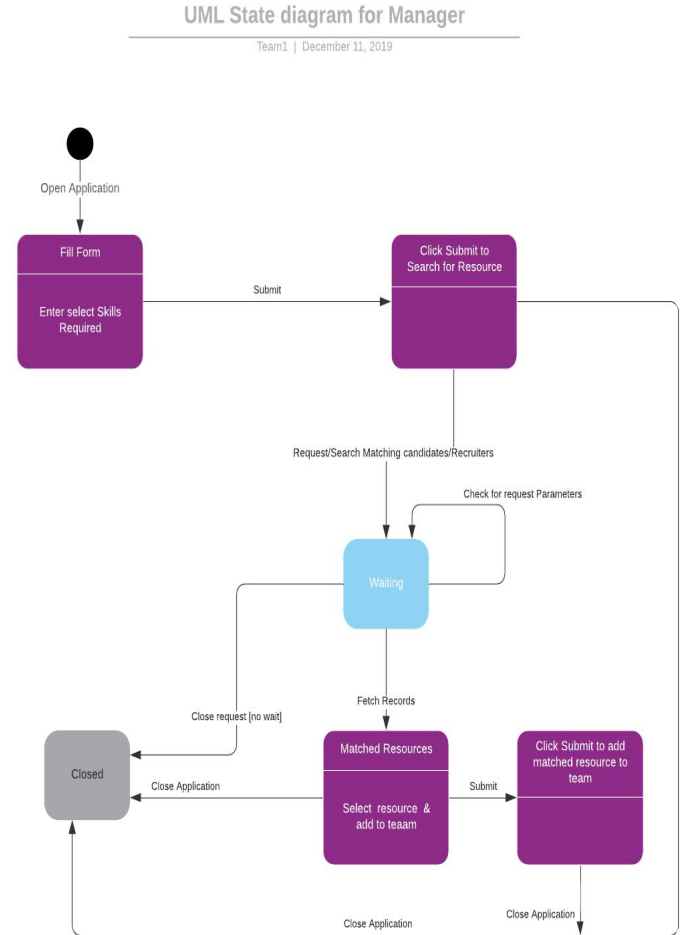 UML State diagram for Manager
Team1 | December 11, 2019
Open Application
Fill Form
Enter select Skills
Required
Submit
Click Submit to
Search for Resource
Request/Search Matching candidates/Recruiters
Check for request Parameters
Waiting
Fetch Records
Close request [no wait]
Closed
Close Application
Matched Resources
Select resource &
add to teaam
Submit
Click Submit to add
matched resource to
team
Close Application
Close Application